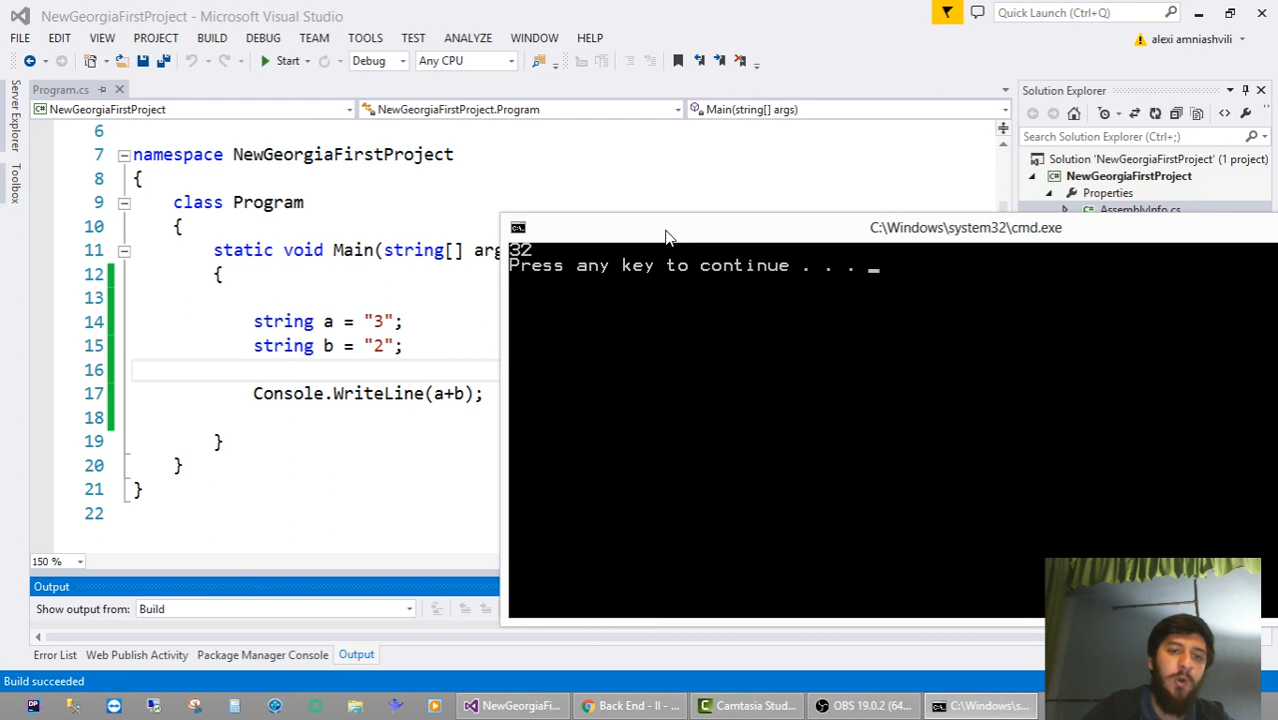 NewGeorgiaFirstProject - Microsoft Visual Studio
Quick Launch (Ctrl+Q)
FILE EDIT VIEW PROJECT BUILD DEBUG TEAM TOOLS TEST ANALYZE WINDOW HELP
alexi amniashvili
Start Debug Any CPU
Server Explorer
Toolbox
Program.cs
NewGeorgiaFirstProject NewGeorgiaFirstProject.Program Main(string[] args)
6
7 namespace NewGeorgiaFirstProject
8 {
9 class Program
10 {
11 static void Main(string[] arg
12 {
13
14 string a = "3";
15 string b = "2";
16
17 Console.WriteLine(a+b);
18
19 }
20 }
21 }
22
150 %
Solution Explorer
Search Solution Explorer (Ctrl+;)
Solution 'NewGeorgiaFirstProject' (1 project)
NewGeorgiaFirstProject
Properties
AssemblyInfo.cs
C:\Windows\system32\cmd.exe
32
Press any key to continue . . . _
Output
Show output from: Build
Error List Web Publish Activity Package Manager Console Output
Build succeeded
NewGeorgiaFi... Back End - II - ... Camtasia Stud... OBS 19.0.2 (64... C:\Windows\s...